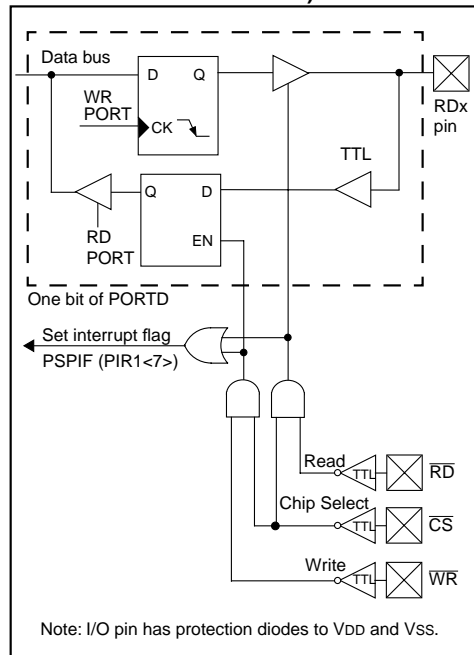 Data bus
D
Q
WR
PORT
CK
RDx
pin
TTL
Q
D
RD
PORT
EN
One bit of PORTD
Set interrupt flag
PSPIF (PIR1<7>)
Read
TTL
RD
Chip Select
TTL
CS
Write
TTL
WR
Note: I/O pin has protection diodes to VDD and VSS.